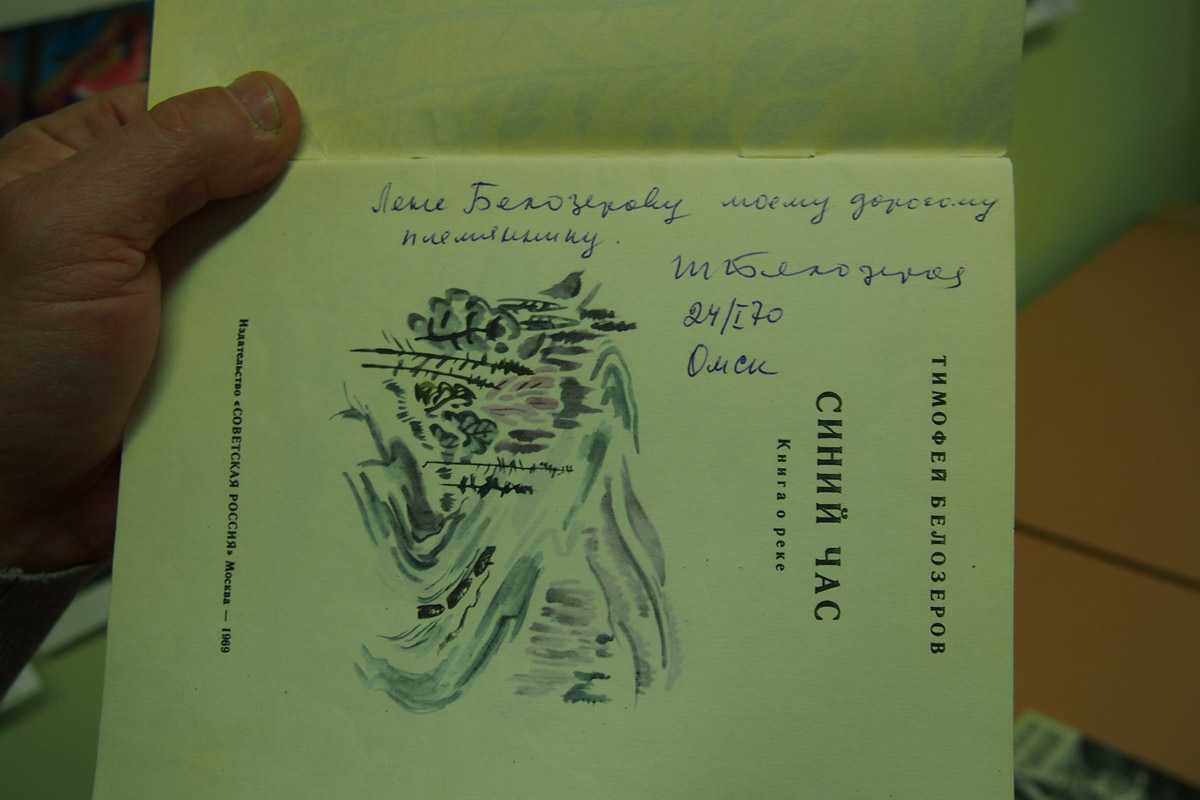 Лене Белозерову моему дорогому
племяннику.
ТМБелозеров
24/I 70
Омск
ТИМОФЕЙ БЕЛОЗЕРОВ
СИНИЙ ЧАС
Книга о реке
Издательство «СОВЕТСКАЯ РОССИЯ» Москва — 1969